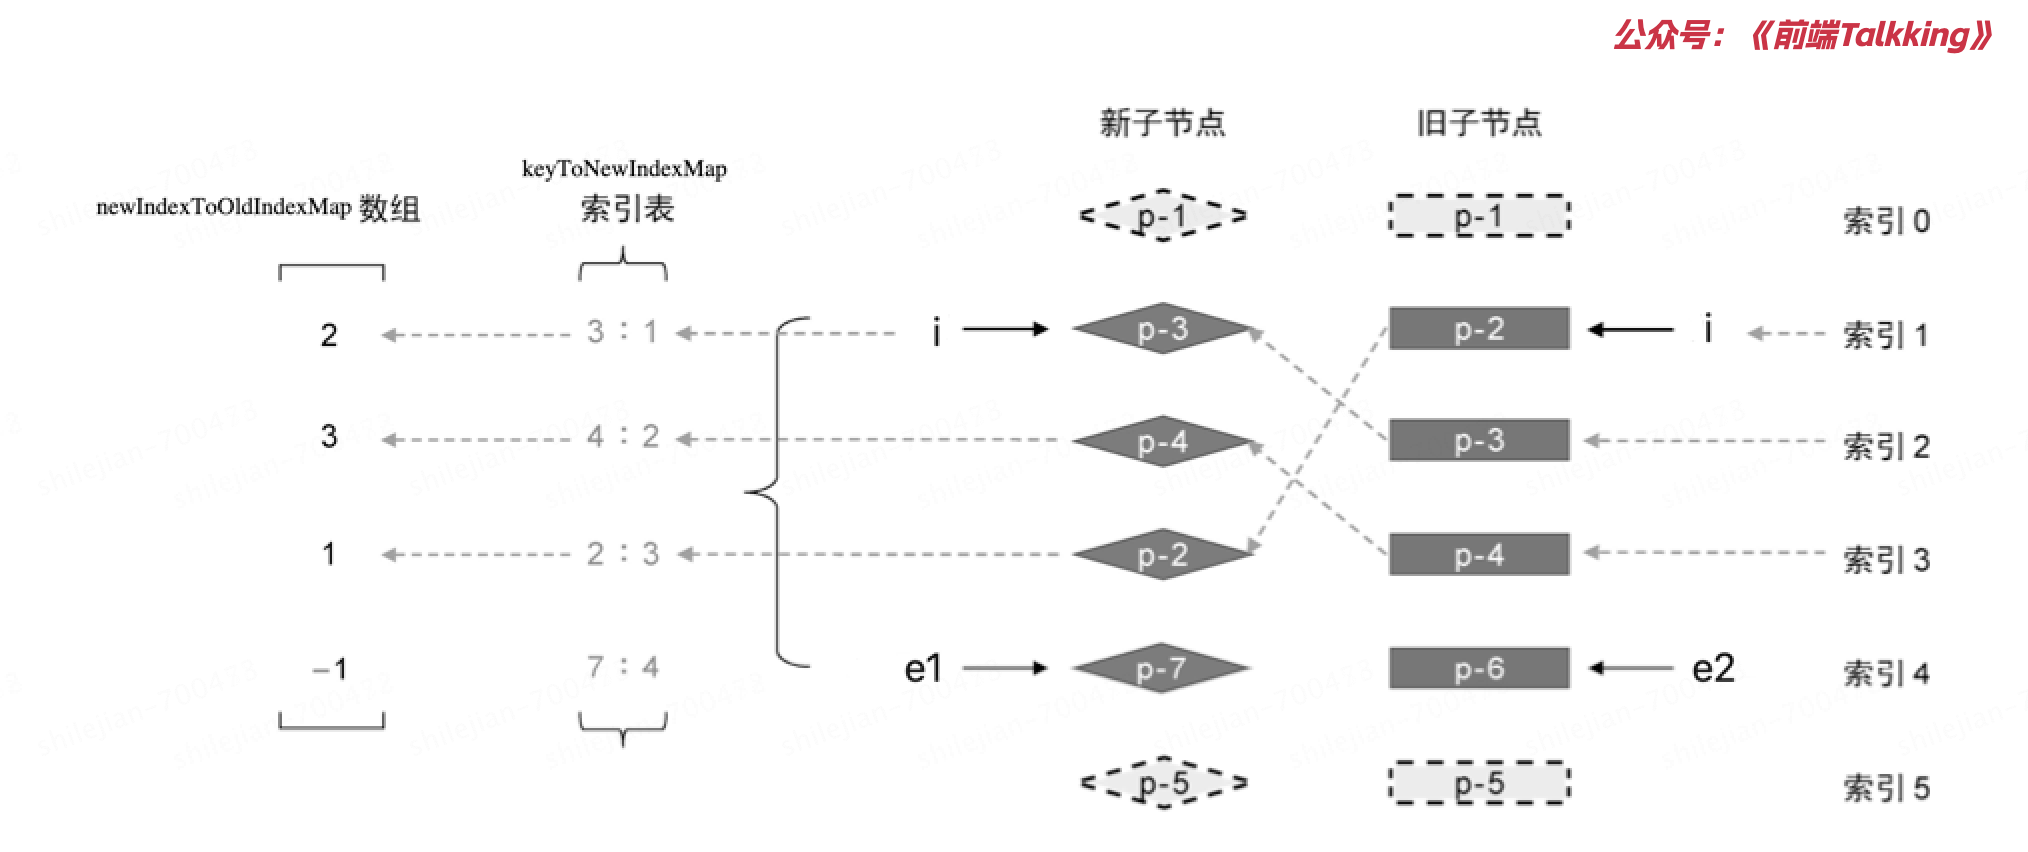 公众号：《前端Talkking》
新子节点 旧子节点
keyToNewIndexMap
newIndexToOldIndexMap 数组 索引表
p-1 p-1 索引 0
2 3 : 1 i p-3 p-2 i 索引 1
3 4 : 2 p-4 p-3 索引 2
1 2 : 3 p-2 p-4 索引 3
-1 7 : 4 e1 p-7 p-6 e2 索引 4
p-5 p-5 索引 5